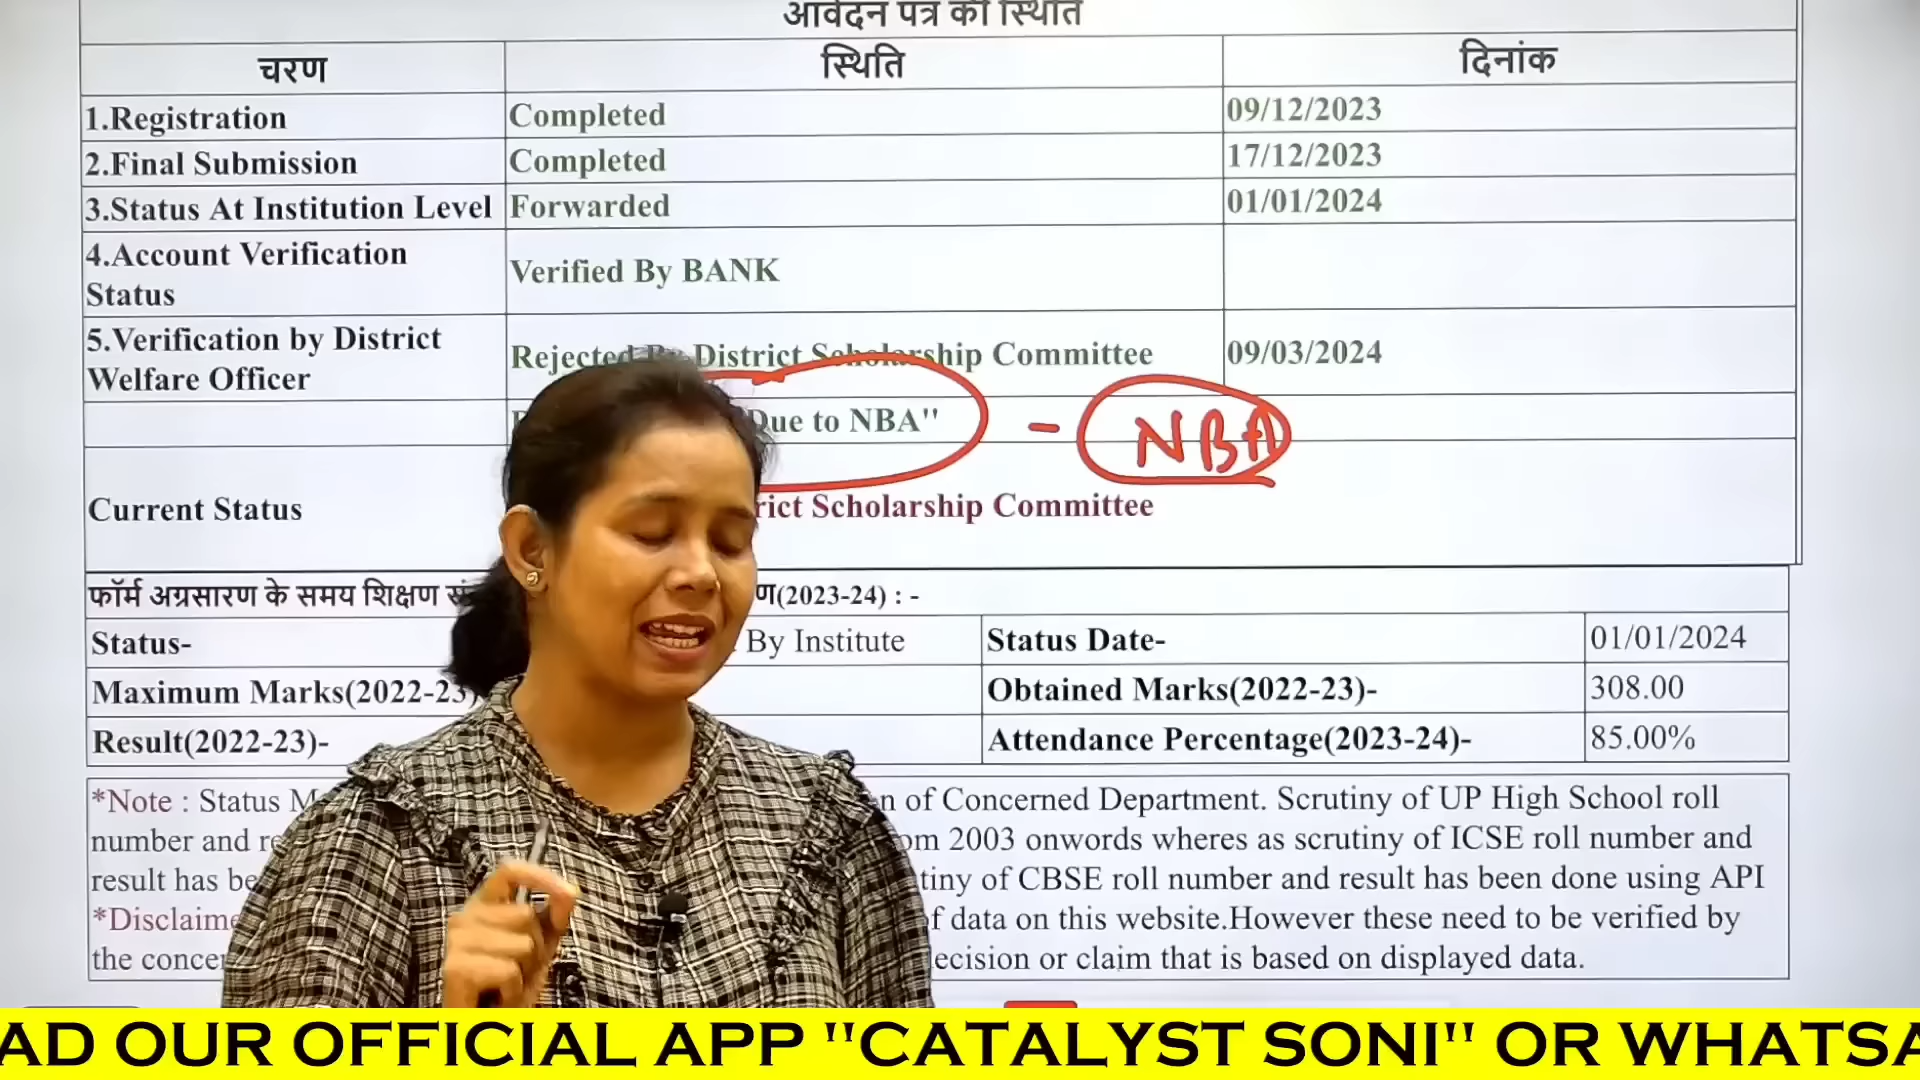 आवेदन पत्र की स्थिति
चरण स्थिति दिनांक
1.Registration Completed 09/12/2023
2.Final Submission Completed 17/12/2023
3.Status At Institution Level Forwarded 01/01/2024
4.Account Verification
Status Verified By BANK
5.Verification by District
Welfare Officer Rejected By District Scholarship Committee 09/03/2024
Due to NBA" - NBA
Current Status Scholarship Committee
फॉर्म अग्रसारण के समय शिक्षण (2023-24) : -
Status- By Institute Status Date- 01/01/2024
Maximum Marks(2022-23) Obtained Marks(2022-23)- 308.00
Result(2022-23)- Attendance Percentage(2023-24)- 85.00%
*Note : Status of Concerned Department. Scrutiny of UP High School roll
number and 2003 onwords wheres as scrutiny of ICSE roll number and
result has of CBSE roll number and result has been done using API
of data on this website.However these need to be verified by
the or claim that is based on displayed data.
AD OUR OFFICIAL APP "CATALYST SONI" OR WHATSA